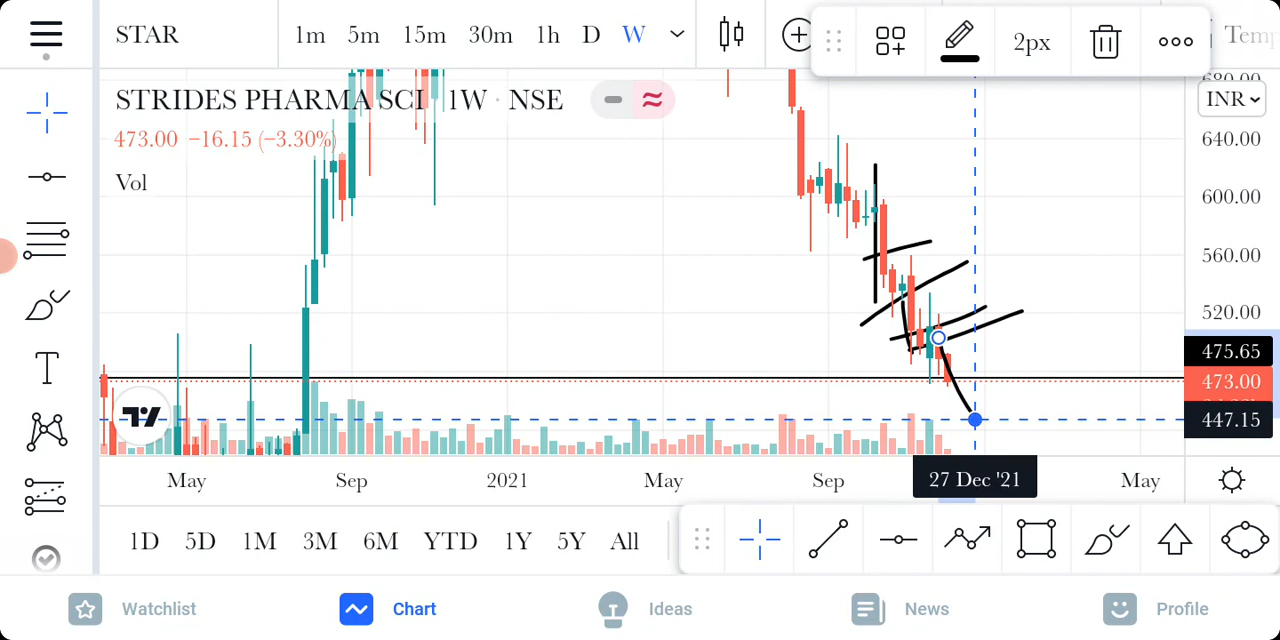 STAR 1m 5m 15m 30m 1h D W 2px Temp
STRIDES PHARMA SCI · 1W · NSE INR
473.00 −16.15 (−3.30%)
Vol
680.00
640.00
600.00
560.00
520.00
475.65
473.00
447.15
May Sep 2021 May Sep 27 Dec '21 May
1D 5D 1M 3M 6M YTD 1Y 5Y All
Watchlist Chart Ideas News Profile